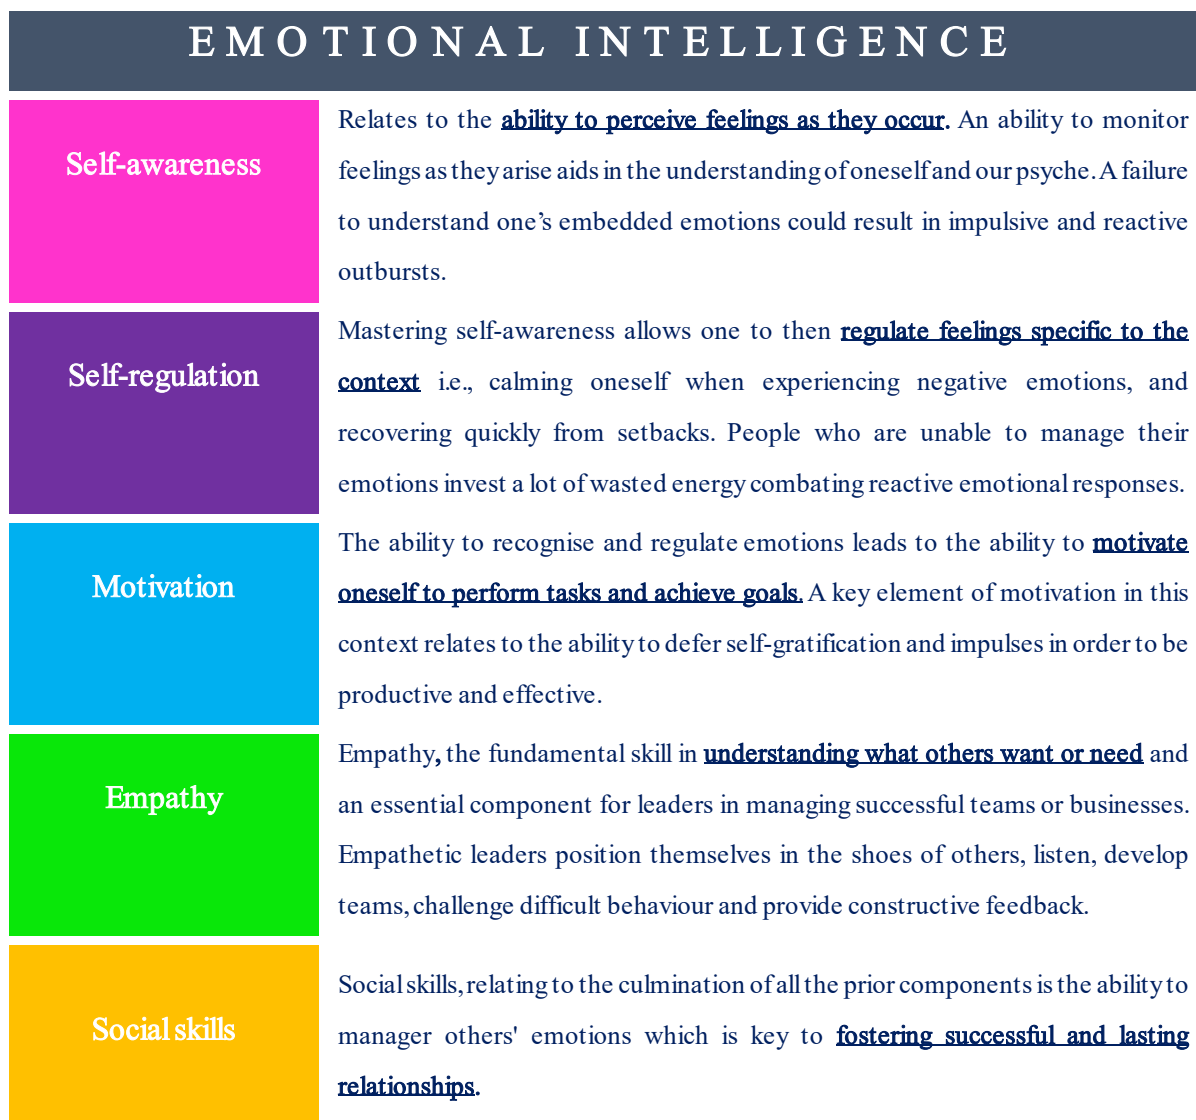 EMOTIONAL INTELLIGENCE
Self-awareness
Relates to the ability to perceive feelings as they occur. An ability to monitor
feelings as they arise aids in the understanding of oneself and our psyche. A failure
to understand one’s embedded emotions could result in impulsive and reactive
outbursts.
Self-regulation
Mastering self-awareness allows one to then regulate feelings specific to the
context i.e., calming oneself when experiencing negative emotions, and
recovering quickly from setbacks. People who are unable to manage their
emotions invest a lot of wasted energy combating reactive emotional responses.
Motivation
The ability to recognise and regulate emotions leads to the ability to motivate
oneself to perform tasks and achieve goals. A key element of motivation in this
context relates to the ability to defer self-gratification and impulses in order to be
productive and effective.
Empathy
Empathy, the fundamental skill in understanding what others want or need and
an essential component for leaders in managing successful teams or businesses.
Empathetic leaders position themselves in the shoes of others, listen, develop
teams, challenge difficult behaviour and provide constructive feedback.
Social skills
Social skills, relating to the culmination of all the prior components is the ability to
manager others' emotions which is key to fostering successful and lasting
relationships.